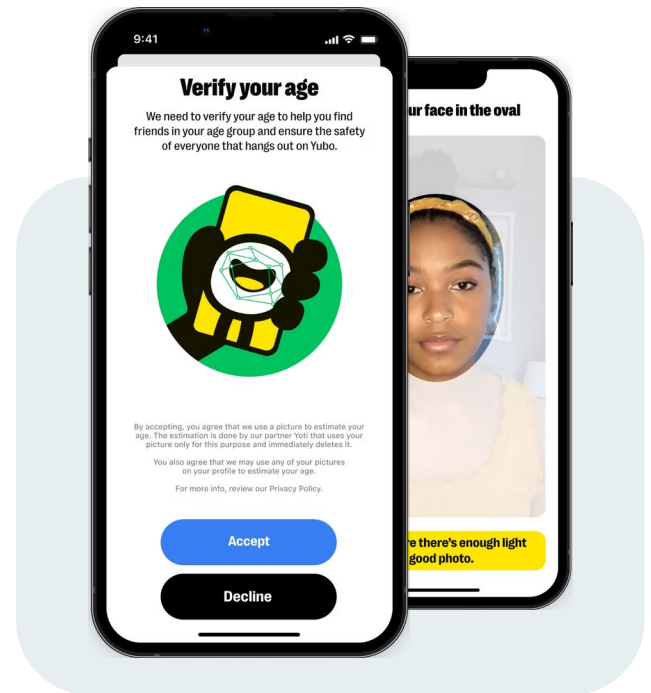 9:41
Verify your age
We need to verify your age to help you find
friends in your age group and ensure the safety
of everyone that hangs out on Yubo.
By accepting, you agree that we use a picture to estimate your
age. The estimation is done by our partner Yoti that uses your
picture only for this purpose and immediately deletes it.
You also agree that we may use any of your pictures
on your profile to estimate your age.
For more info, review our Privacy Policy.
Accept
Decline
ur face in the oval
re there's enough light
good photo.